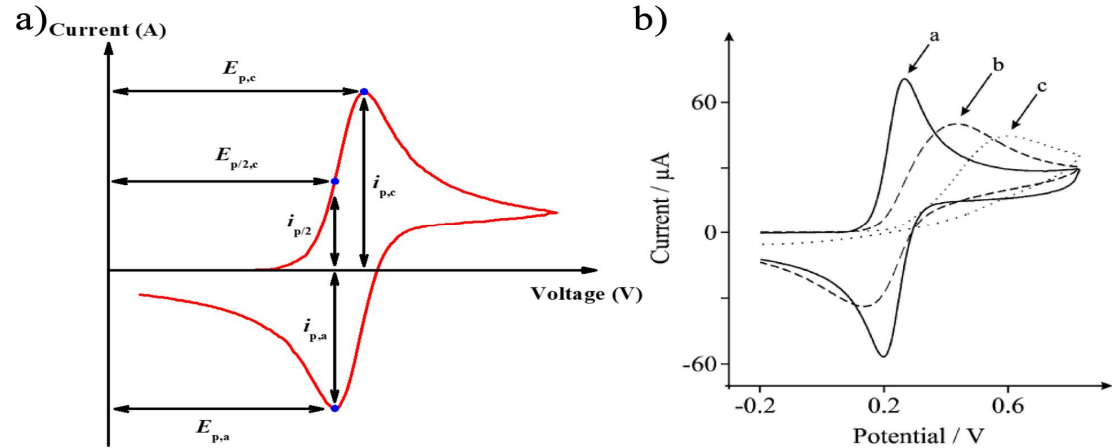 a)
Current (A)
E p,c
E p/2,c
i p,c
i p/2
Voltage (V)
i p,a
E p,a
b)
a
b
c
60
0
-60
Current / µA
-0.2
0.2
0.6
Potential / V